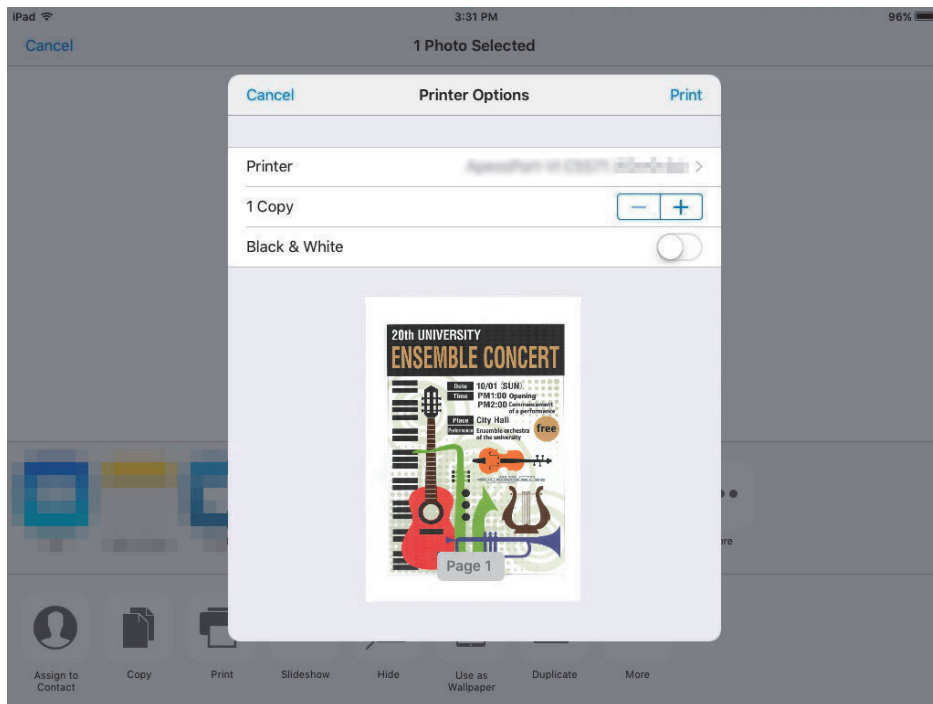 iPad 3:31 PM 96%
Cancel 1 Photo Selected
Cancel Printer Options Print
Printer
1 Copy
Black & White
20th UNIVERSITY
ENSEMBLE CONCERT
Date 10/01 (SUN)
Time PM1:00 Opening
PM2:00 Commencement
of a performance
Place City Hall
Performance Ensemble orchestra
of the university
free
Page 1
Assign to
Contact
Copy
Print
Slideshow
Hide
Use as
Wallpaper
Duplicate
More